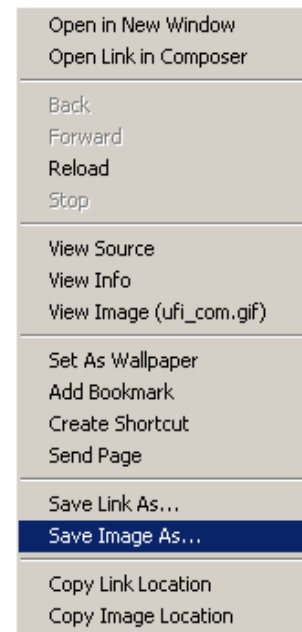 Open in New Window
Open Link in Composer
Back
Forward
Reload
Stop
View Source
View Info
View Image (ufi_com.gif)
Set As Wallpaper
Add Bookmark
Create Shortcut
Send Page
Save Link As...
Save Image As...
Copy Link Location
Copy Image Location